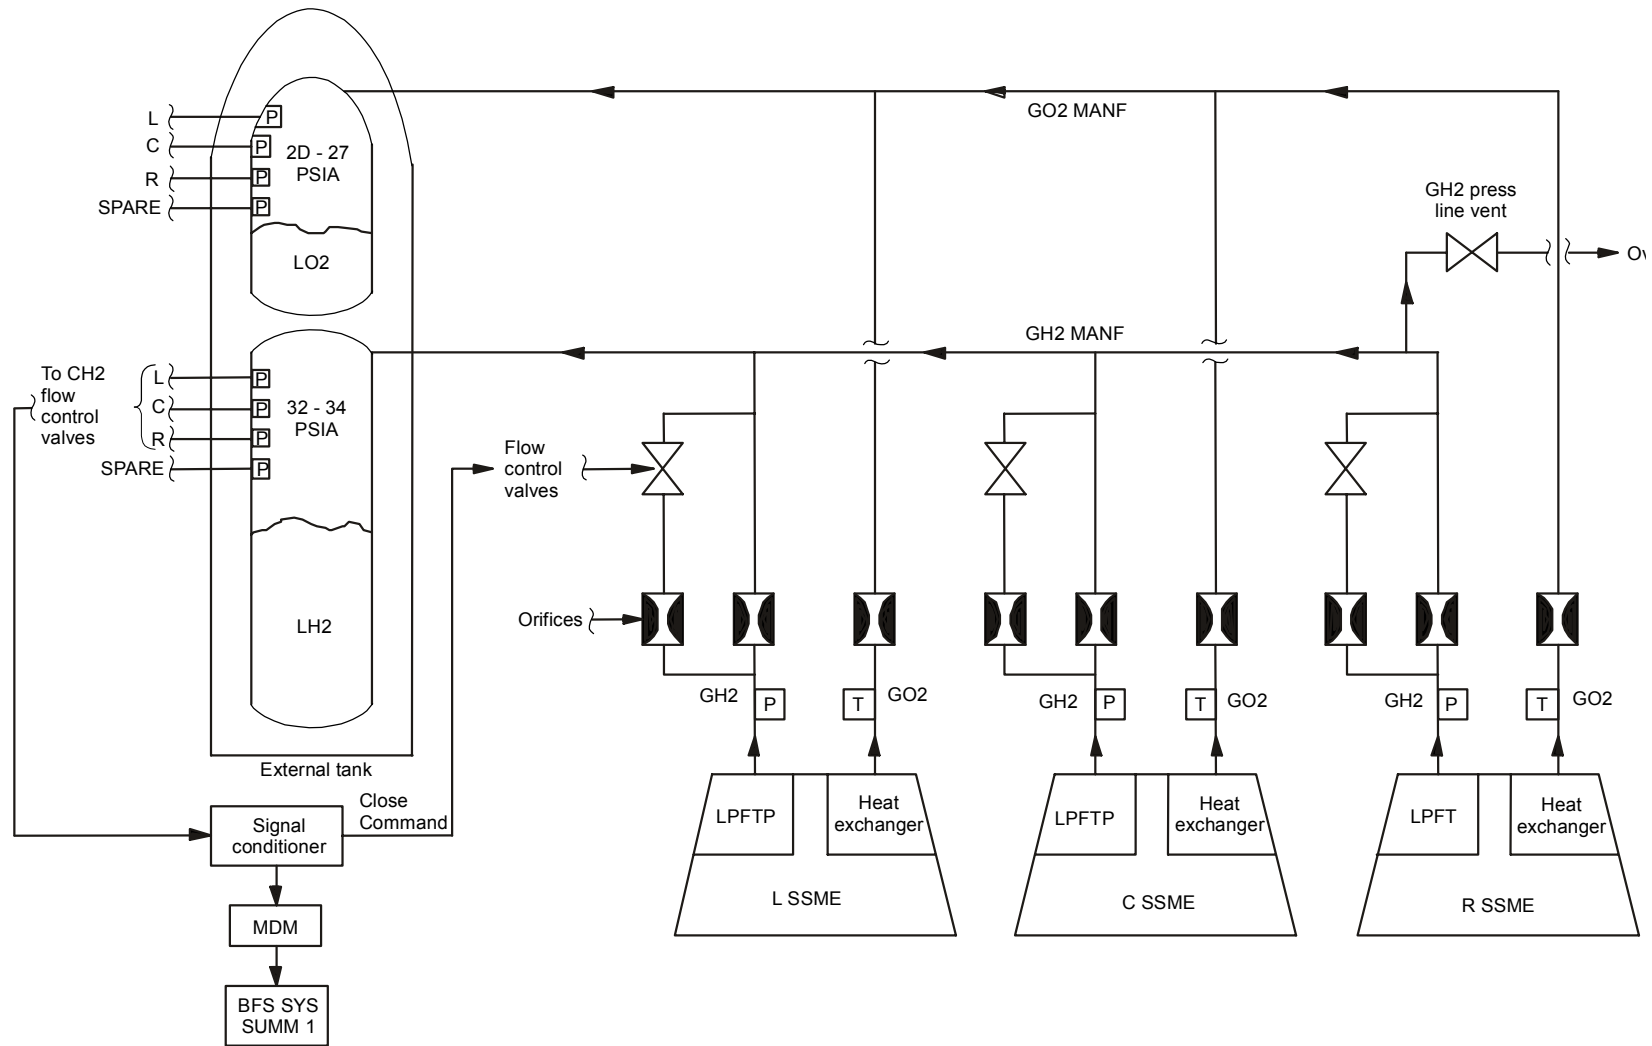 GO2 MANF
L
P
C
P
2D - 27
PSIA
R
P
SPARE
P
LO2
GH2 press
line vent
Ov
GH2 MANF
To CH2
flow
control
valves
L
P
C
P
32 - 34
PSIA
R
P
SPARE
P
Flow
control
valves
LH2
Orifices
GH2
P
T
GO2
GH2
P
T
GO2
GH2
P
T
GO2
External tank
Close
Command
Signal
conditioner
MDM
BFS SYS
SUMM 1
LPFTP
Heat
exchanger
L SSME
LPFTP
Heat
exchanger
C SSME
LPFT
Heat
exchanger
R SSME